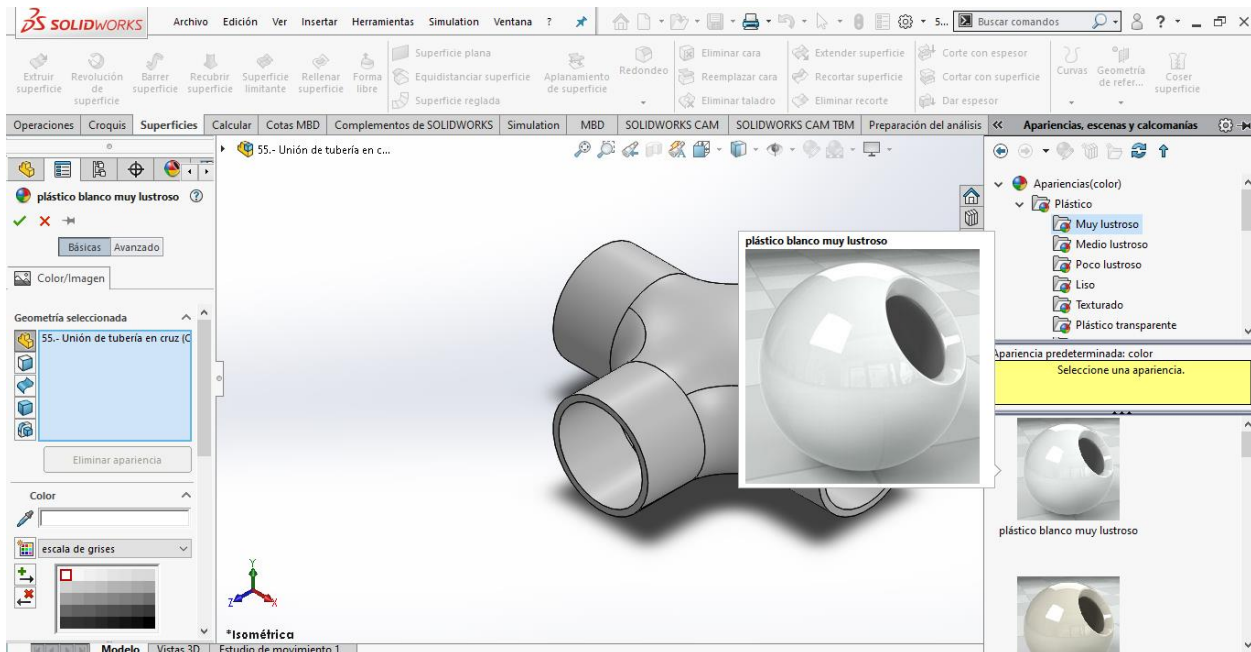 SOLIDWORKS Archivo Edición Ver Insertar Herramientas Simulation Ventana ? S... Buscar comandos ?
Extruir superficie
Revolución de superficie
Barrer superficie
Recubrir superficie
Superficie limitante
Rellenar superficie
Forma libre
Superficie plana
Equidistanciar superficie
Superficie reglada
Aplanamiento de superficie
Redondeo
Eliminar cara
Reemplazar cara
Eliminar taladro
Extender superficie
Recortar superficie
Eliminar recorte
Corte con espesor
Cortar con superficie
Dar espesor
Curvas
Geometría de refer...
Coser superficie
Operaciones Croquis Superficies Calcular Cotas MBD Complementos de SOLIDWORKS Simulation MBD SOLIDWORKS CAM SOLIDWORKS CAM TBM Preparación del análisis
Apariencias, escenas y calcomanías
55.- Unión de tubería en c...
plástico blanco muy lustroso
Básicas Avanzado
Color/Imagen
Geometría seleccionada
55.- Unión de tubería en cruz (C
Eliminar apariencia
Color
escala de grises
plástico blanco muy lustroso
Y
Z
X
*Isométrica
Apariencias(color)
Plástico
Muy lustroso
Medio lustroso
Poco lustroso
Liso
Texturado
Plástico transparente
Apariencia predeterminada: color
Seleccione una apariencia.
plástico blanco muy lustroso
Modelo Vistas 3D Estudio de movimiento 1